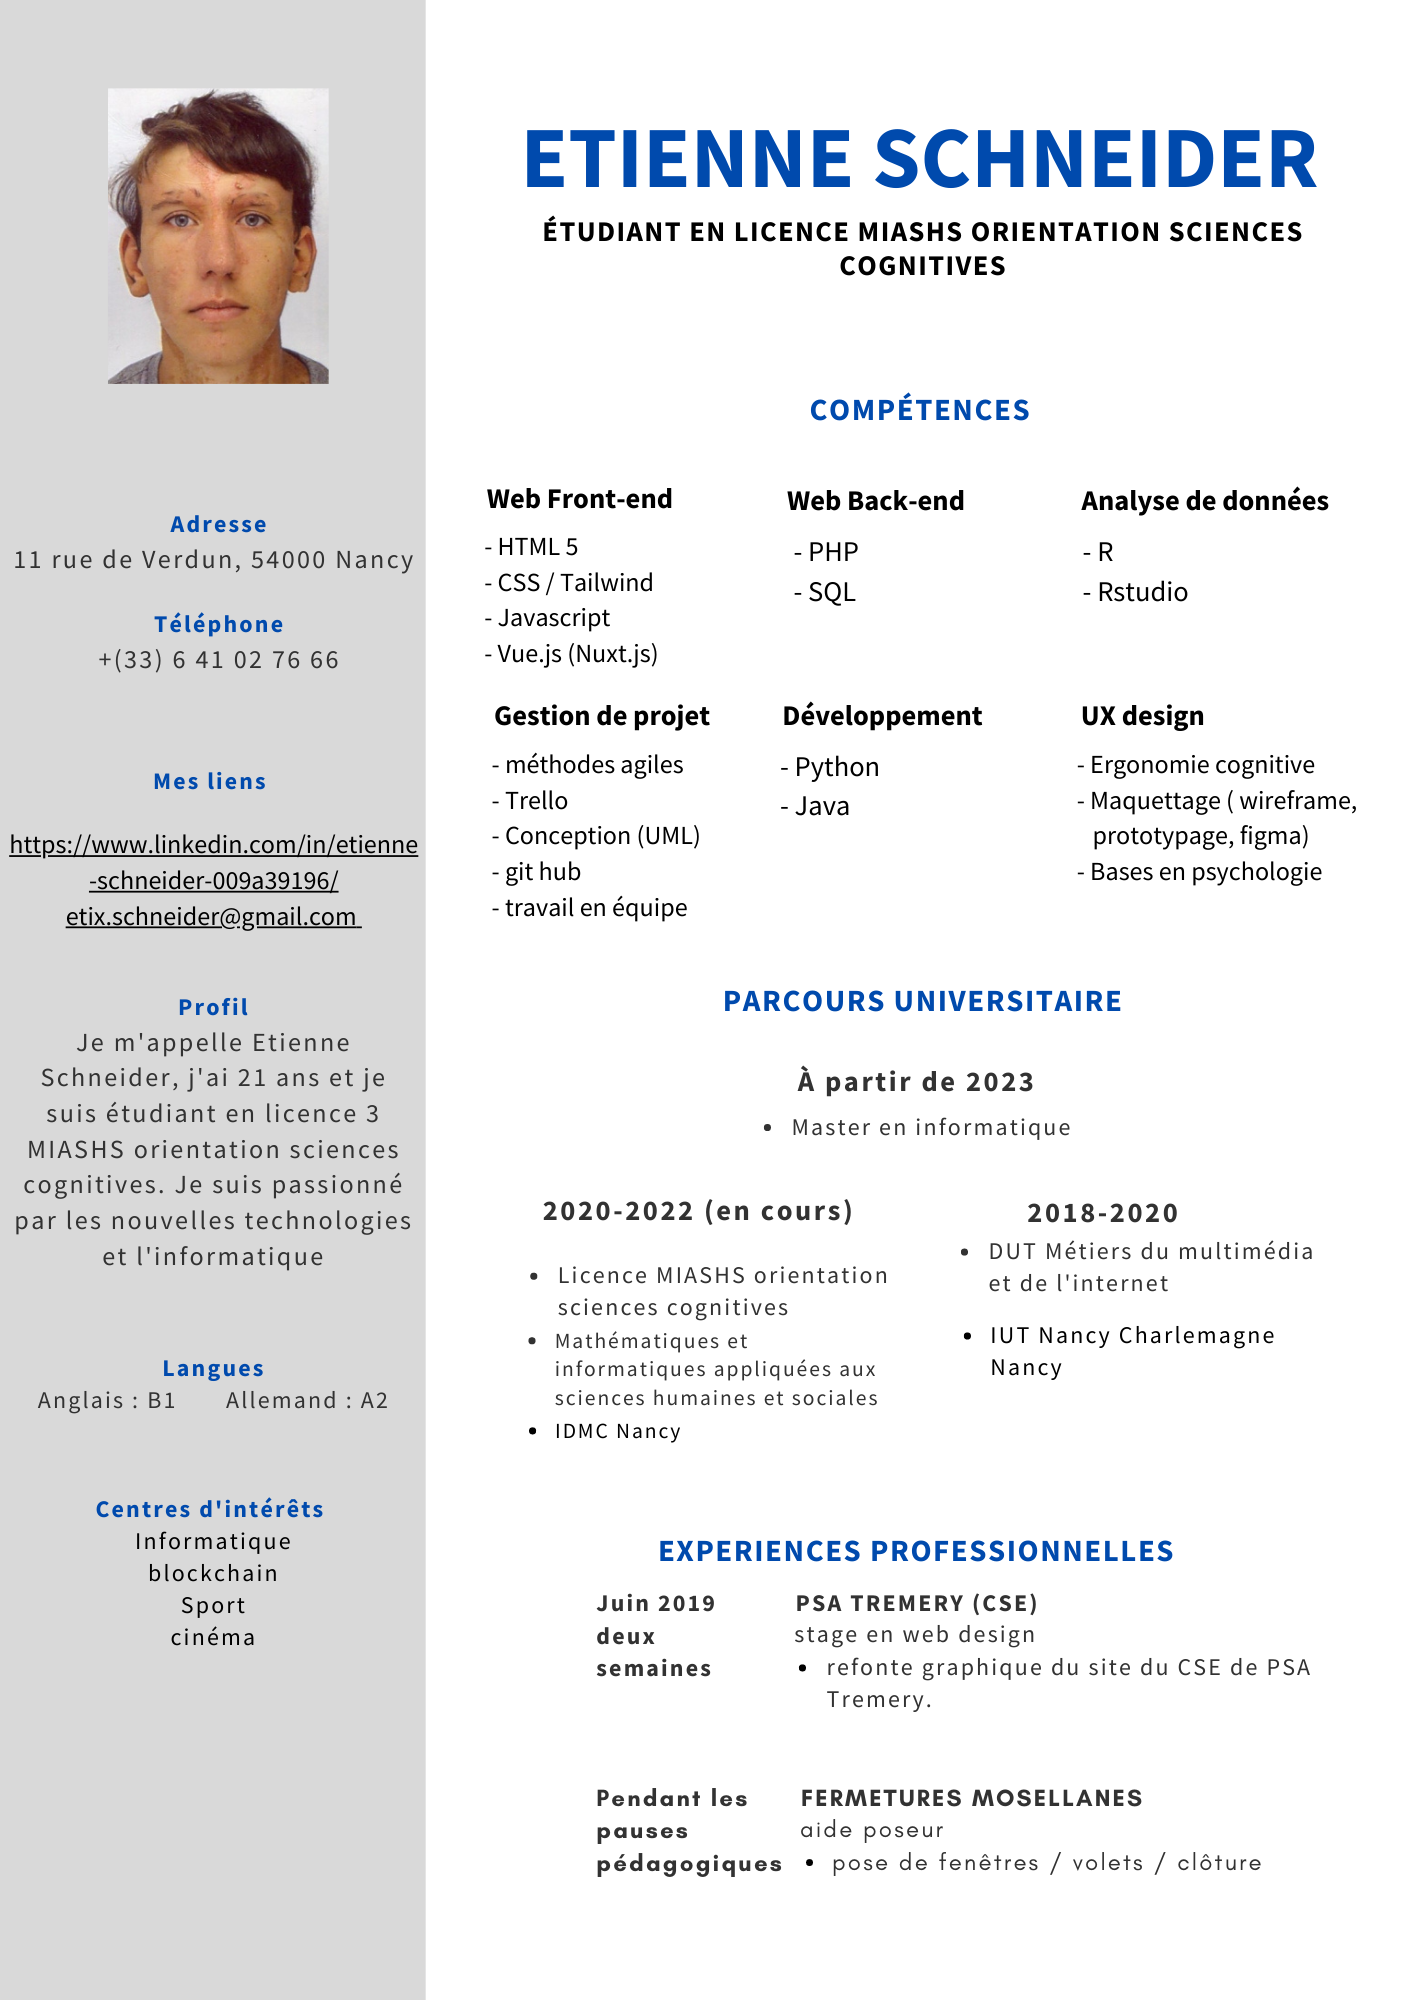 ETIENNE SCHNEIDER
ÉTUDIANT EN LICENCE MIASHS ORIENTATION SCIENCES
COGNITIVES
Adresse
11 rue de Verdun, 54000 Nancy
Téléphone
+(33) 6 41 02 76 66
Mes liens
https://www.linkedin.com/in/etienne
-schneider-009a39196/
etix.schneider@gmail.com
Profil
Je m'appelle Etienne
Schneider, j'ai 21 ans et je
suis étudiant en licence 3
MIASHS orientation sciences
cognitives. Je suis passionné
par les nouvelles technologies
et l'informatique
Langues
Anglais : B1 Allemand : A2
Centres d'intérêts
Informatique
blockchain
Sport
cinéma
COMPÉTENCES
Web Front-end
- HTML 5
- CSS / Tailwind
- Javascript
- Vue.js (Nuxt.js)
Web Back-end
- PHP
- SQL
Analyse de données
- R
- Rstudio
Gestion de projet
- méthodes agiles
- Trello
- Conception (UML)
- git hub
- travail en équipe
Développement
- Python
- Java
UX design
- Ergonomie cognitive
- Maquettage ( wireframe,
prototypage, figma)
- Bases en psychologie
PARCOURS UNIVERSITAIRE
À partir de 2023
• Master en informatique
2020-2022 (en cours)
• Licence MIASHS orientation
sciences cognitives
• Mathématiques et
informatiques appliquées aux
sciences humaines et sociales
• IDMC Nancy
2018-2020
• DUT Métiers du multimédia
et de l'internet
• IUT Nancy Charlemagne
Nancy
EXPERIENCES PROFESSIONNELLES
Juin 2019
deux
semaines
PSA TREMERY (CSE)
stage en web design
• refonte graphique du site du CSE de PSA
Tremery.
Pendant les
pauses
pédagogiques
FERMETURES MOSELLANES
aide poseur
• pose de fenêtres / volets / clôture